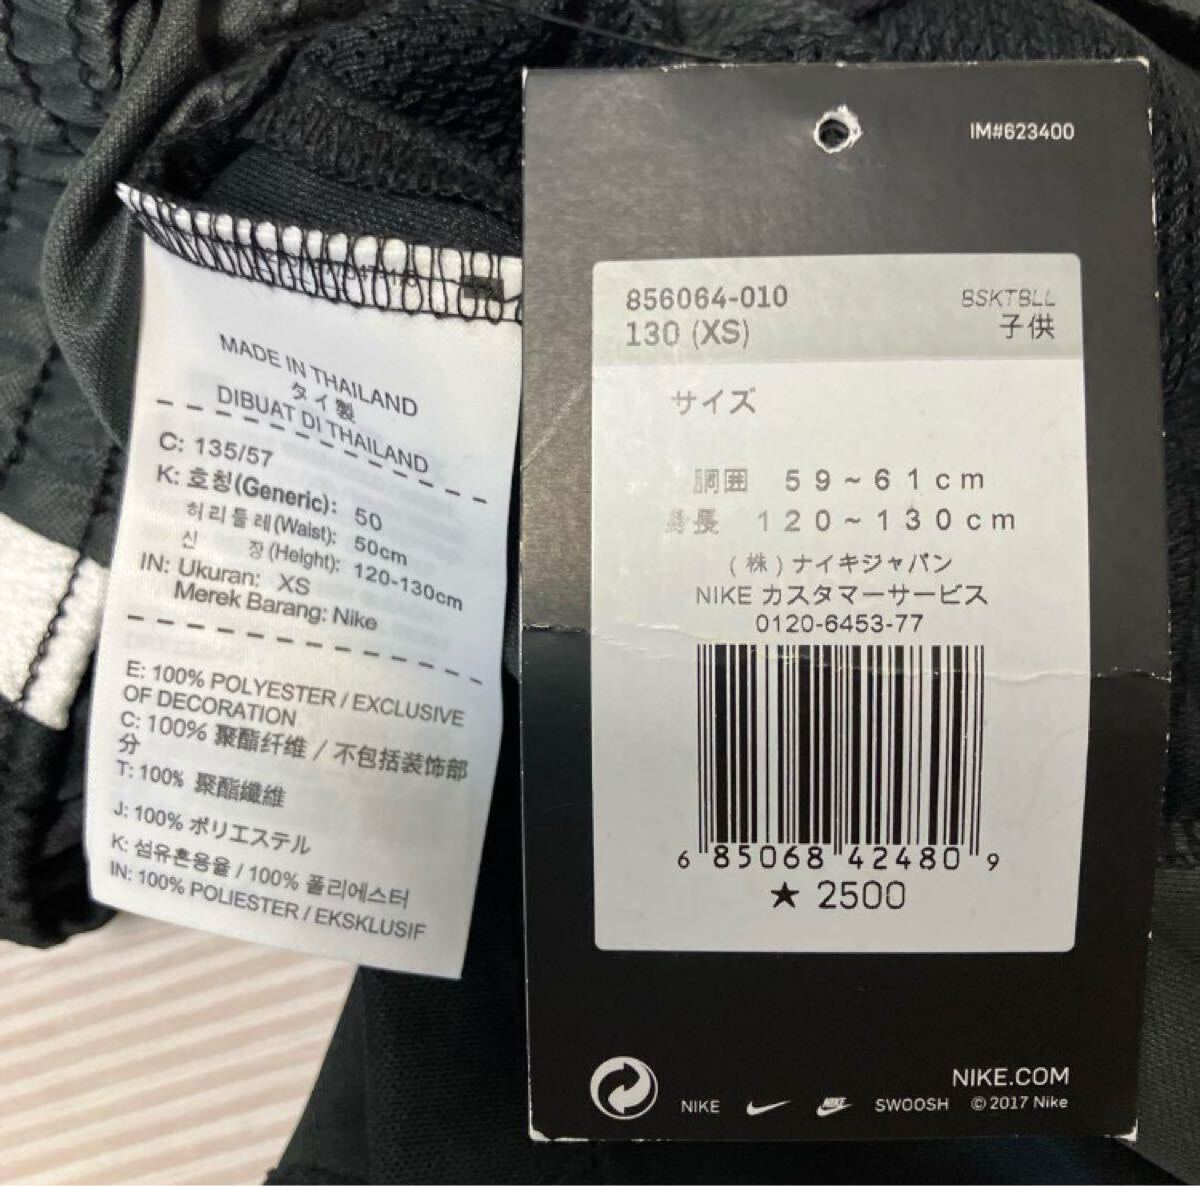 MADE IN THAILAND
タイ製
DIBUAT DI THAILAND
C: 135/57
K: 호칭(Generic): 50
허리둘레(Waist): 50cm
신 장(Height): 120-130cm
IN: Ukuran: XS
Merek Barang: Nike
E: 100% POLYESTER / EXCLUSIVE
OF DECORATION
C: 100% 聚酯纤维 / 不包括装饰部
分
T: 100% 聚酯纖維
J: 100% ポリエステル
K: 섬유혼용율 / 100% 폴리에스터
IN: 100% POLIESTER / EKSKLUSIF
IM#623400
856064-010
BSKTBLL
130 (XS)
子供
サイズ
胴囲 59~61cm
身長 120~130cm
(株)ナイキジャパン
NIKE カスタマーサービス
0120-6453-77
6 85068 42480 9
★ 2500
NIKE.COM
NIKE NIKE SWOOSH ©2017 Nike